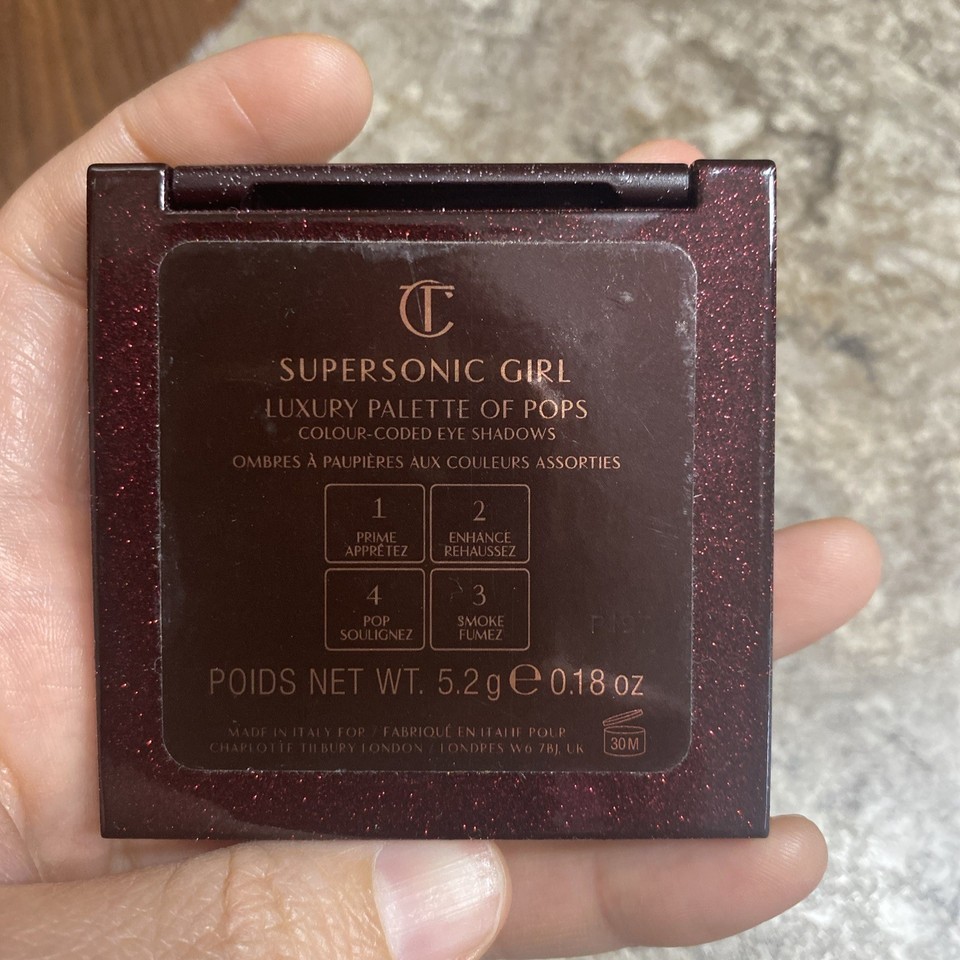 CT
SUPERSONIC GIRL
LUXURY PALETTE OF POPS
COLOUR-CODED EYE SHADOWS
OMBRES À PAUPIÈRES AUX COULEURS ASSORTIES
1
PRIME
APPRÊTEZ
2
ENHANCE
REHAUSSEZ
4
POP
SOULIGNEZ
3
SMOKE
FUMEZ
POIDS NET WT. 5.2 g ℮ 0.18 oz
MADE IN ITALY FOR / FABRIQUÉ EN ITALIE POUR
CHARLOTTE TILBURY LONDON / LONDRES W6 7BJ, UK
30M